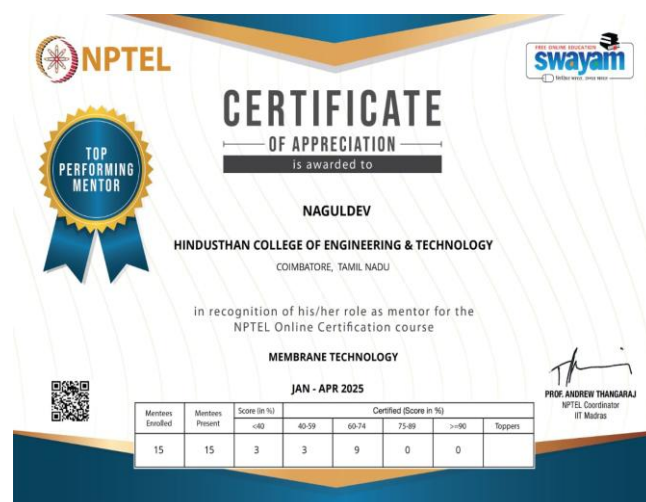 NPTEL
FREE ONLINE EDUCATION
swayam
CERTIFICATE
OF APPRECIATION
is awarded to
TOP
PERFORMING
MENTOR
NAGULDEV
HINDUSTHAN COLLEGE OF ENGINEERING & TECHNOLOGY
COIMBATORE, TAMIL NADU
in recognition of his/her role as mentor for the
NPTEL Online Certification course
MEMBRANE TECHNOLOGY
JAN - APR 2025
PROF. ANDREW THANGARAJ
NPTEL Coordinator
IIT Madras
Mentees Enrolled Mentees Present Score (in %) Certified (Score in %)
<40 40-59 60-74 75-89 >=90 Toppers
15 15 3 3 9 0 0